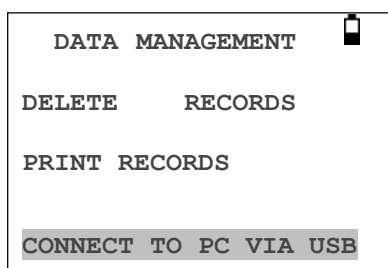 DATA MANAGEMENT
DELETE RECORDS
PRINT RECORDS
CONNECT TO PC VIA USB